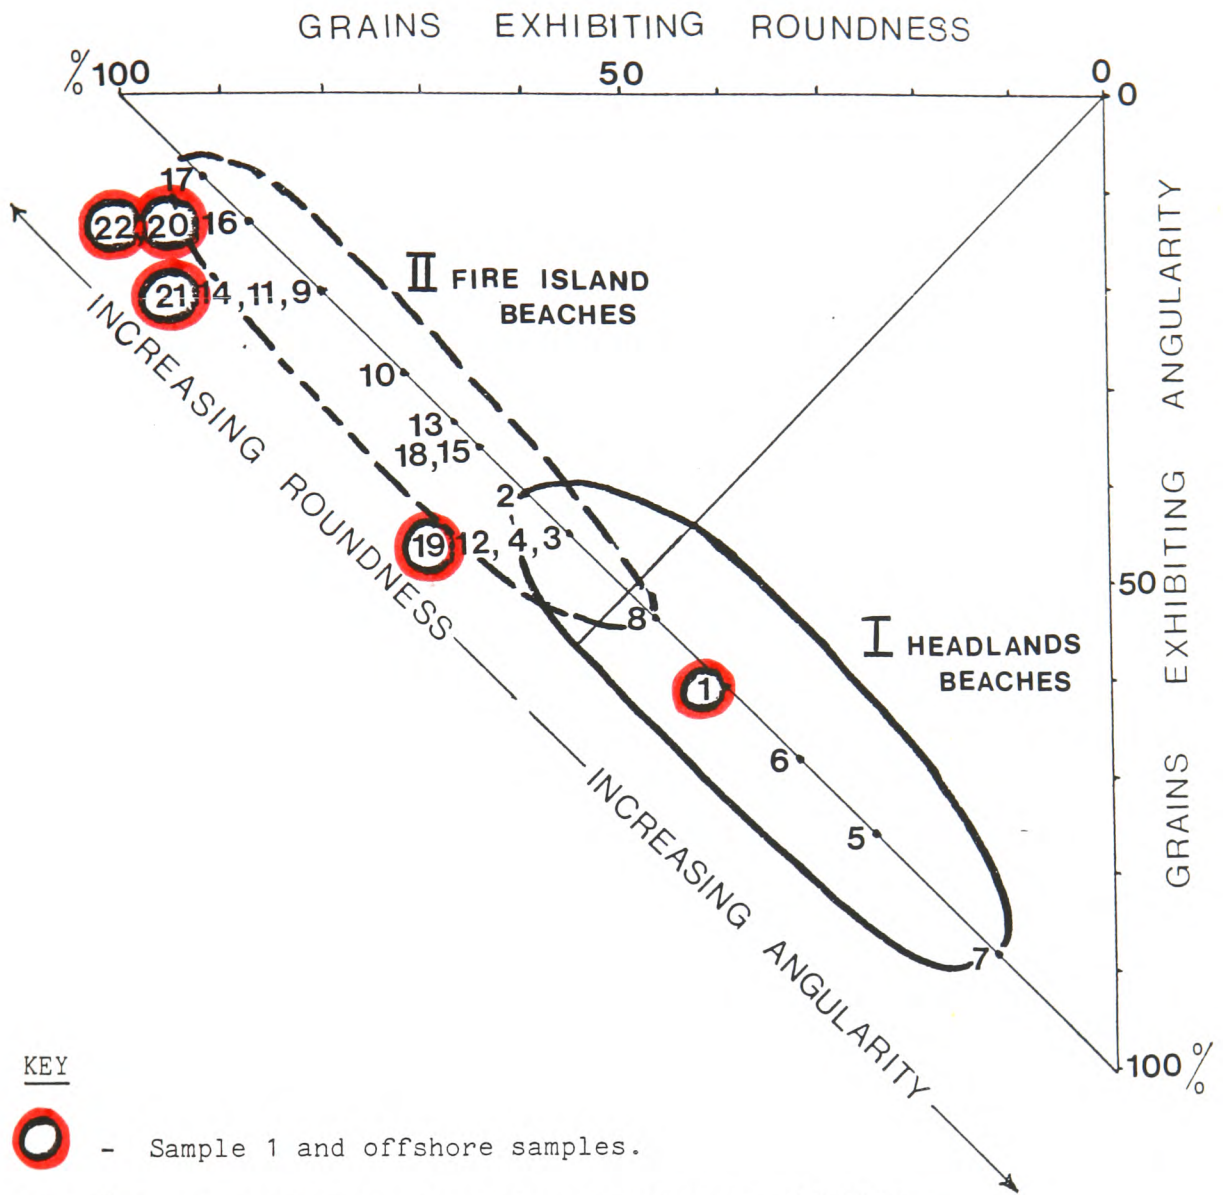 GRAINS EXHIBITING ROUNDNESS
% 100 50 0
0
17
22 20 16
21 14,11,9
II FIRE ISLAND
BEACHES
10
13
18,15
2
19 12, 4,3
50
8
I HEADLANDS
BEACHES
1
6
5
7
100 %
INCREASING ROUNDNESS
INCREASING ANGULARITY
GRAINS EXHIBITING ANGULARITY
KEY
- Sample 1 and offshore samples.